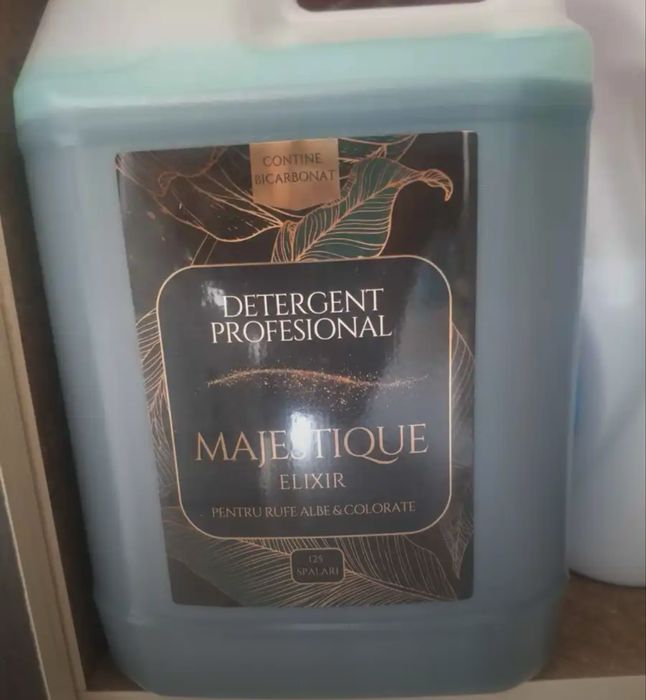 CONTINE
BICARBONAT
DETERGENT
PROFESIONAL
MAJESTIQUE
ELIXIR
PENTRU RUFE ALBE & COLORATE
125
SPALARI